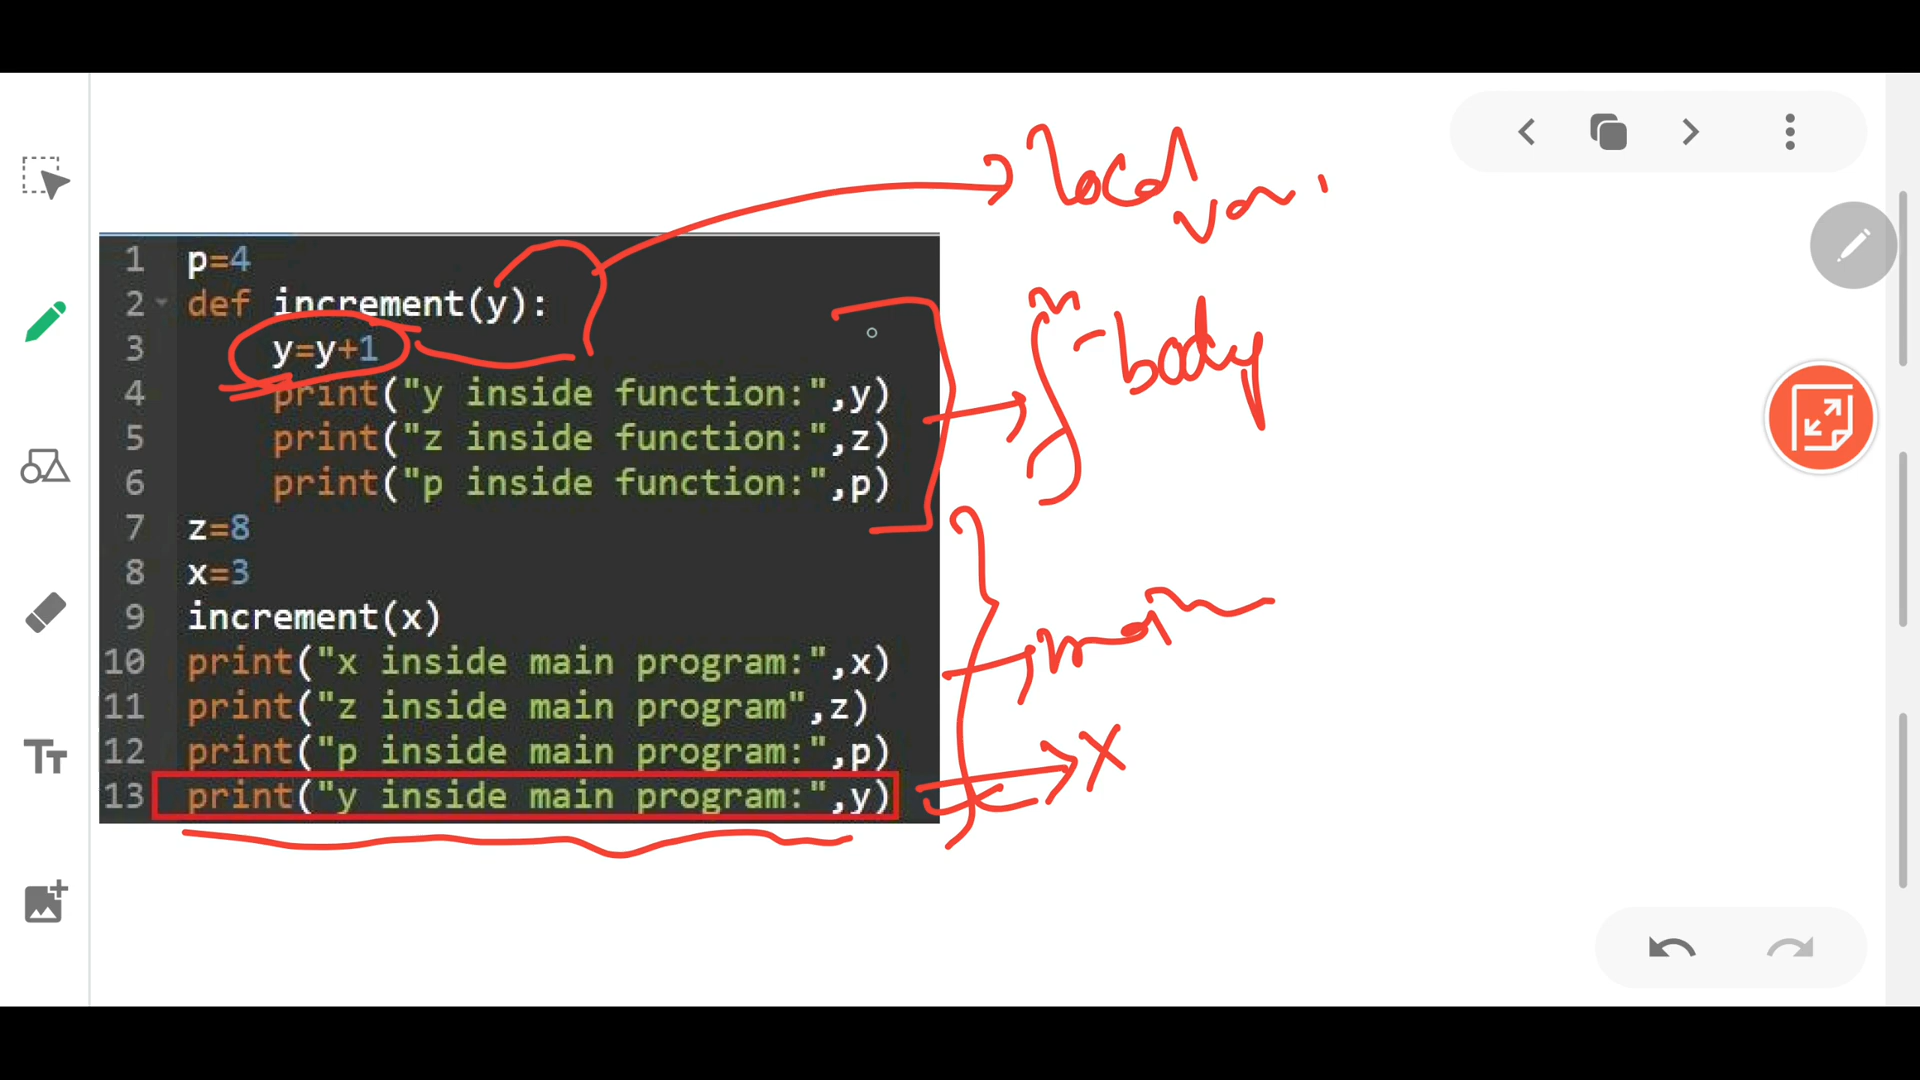 local
var.
1 p=4
2 def increment(y):
3 y=y+1
4 print("y inside function:",y)
5 print("z inside function:",z)
6 print("p inside function:",p)
7 z=8
8 x=3
9 increment(x)
10 print("x inside main program:",x)
11 print("z inside main program",z)
12 print("p inside main program:",p)
13 print("y inside main program:",y)
fn-body
main
X
TT